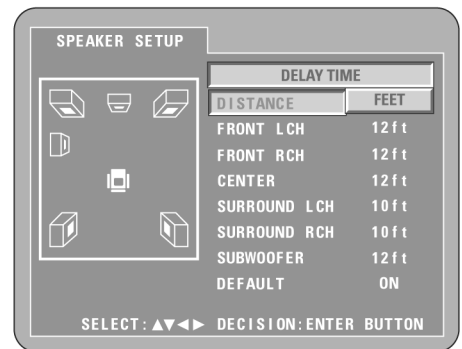 SPEAKER SETUP
DELAY TIME
DISTANCE FEET
FRONT LCH 12ft
FRONT RCH 12ft
CENTER 12ft
SURROUND LCH 10ft
SURROUND RCH 10ft
SUBWOOFER 12ft
DEFAULT ON
SELECT:▲▼◀▶ DECISION:ENTER BUTTON